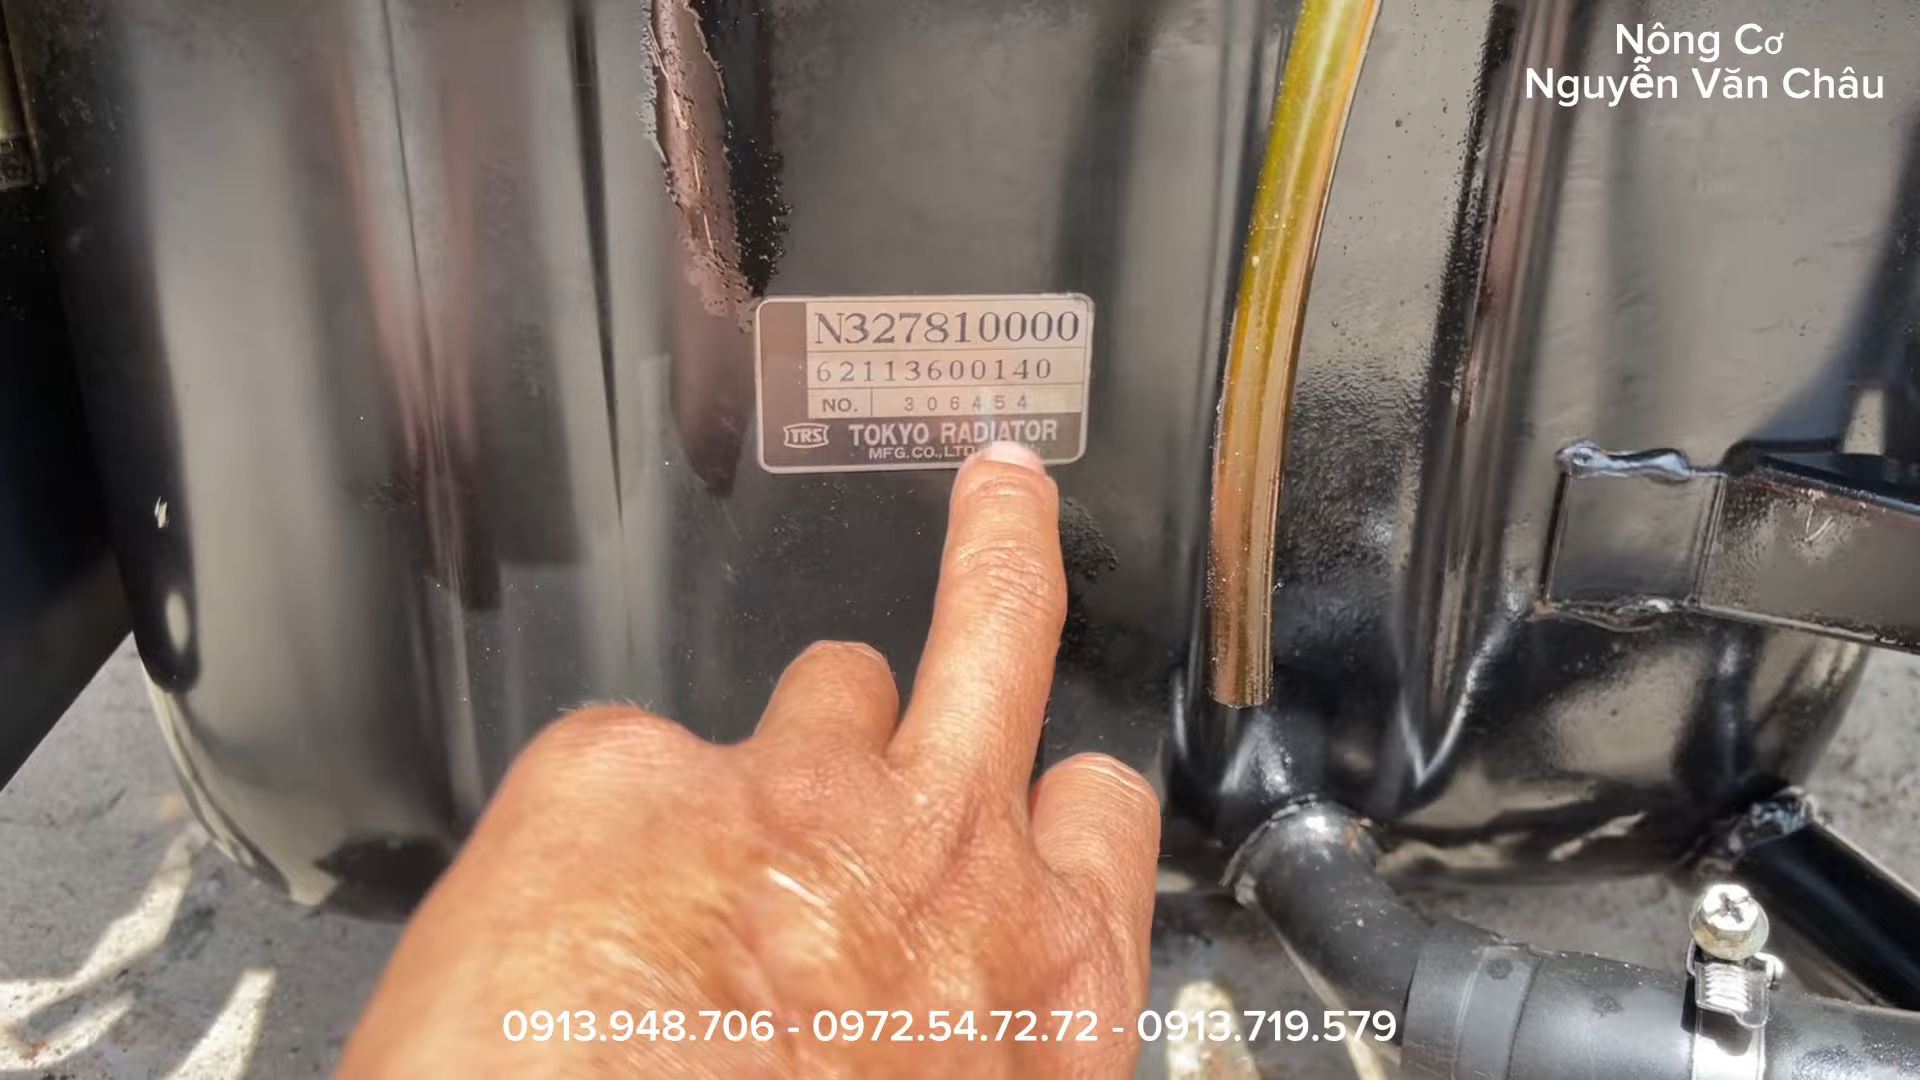 Nông Cơ
Nguyễn Văn Châu
N327810000
62113600140
NO. 306454
TRS TOKYO RADIATOR
MFG.CO.,LTD.
0913.948.706 - 0972.54.72.72 - 0913.719.579